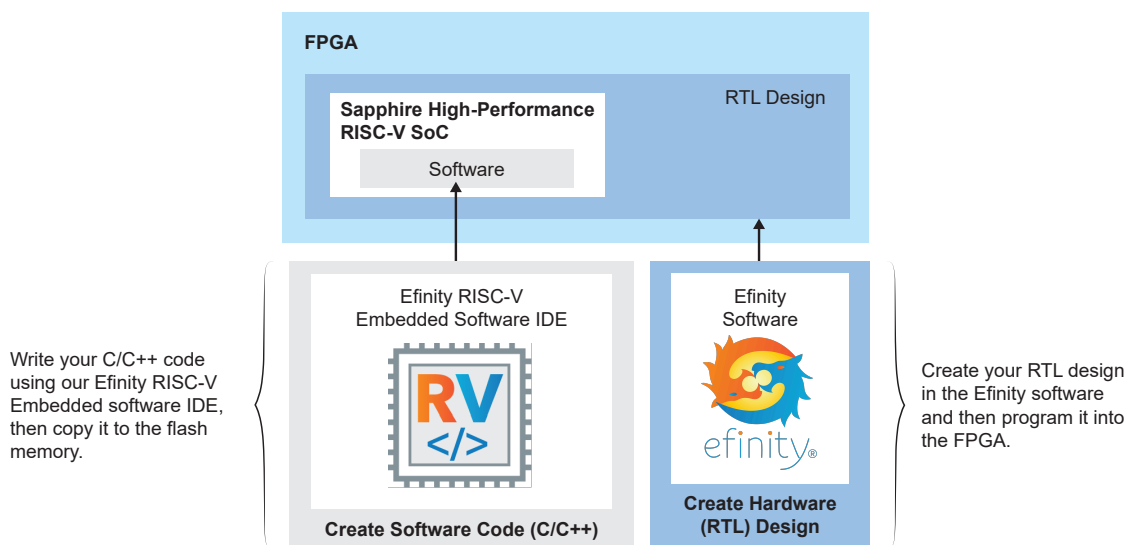 FPGA
RTL Design
Sapphire High-Performance
RISC-V SoC
Software
Efinity RISC-V
Embedded Software IDE
RV
</>
Create Software Code (C/C++)
Efinity
Software
efinity®
Create Hardware
(RTL) Design
Write your C/C++ code
using our Efinity RISC-V
Embedded software IDE,
then copy it to the flash
memory.
Create your RTL design
in the Efinity software
and then program it into
the FPGA.